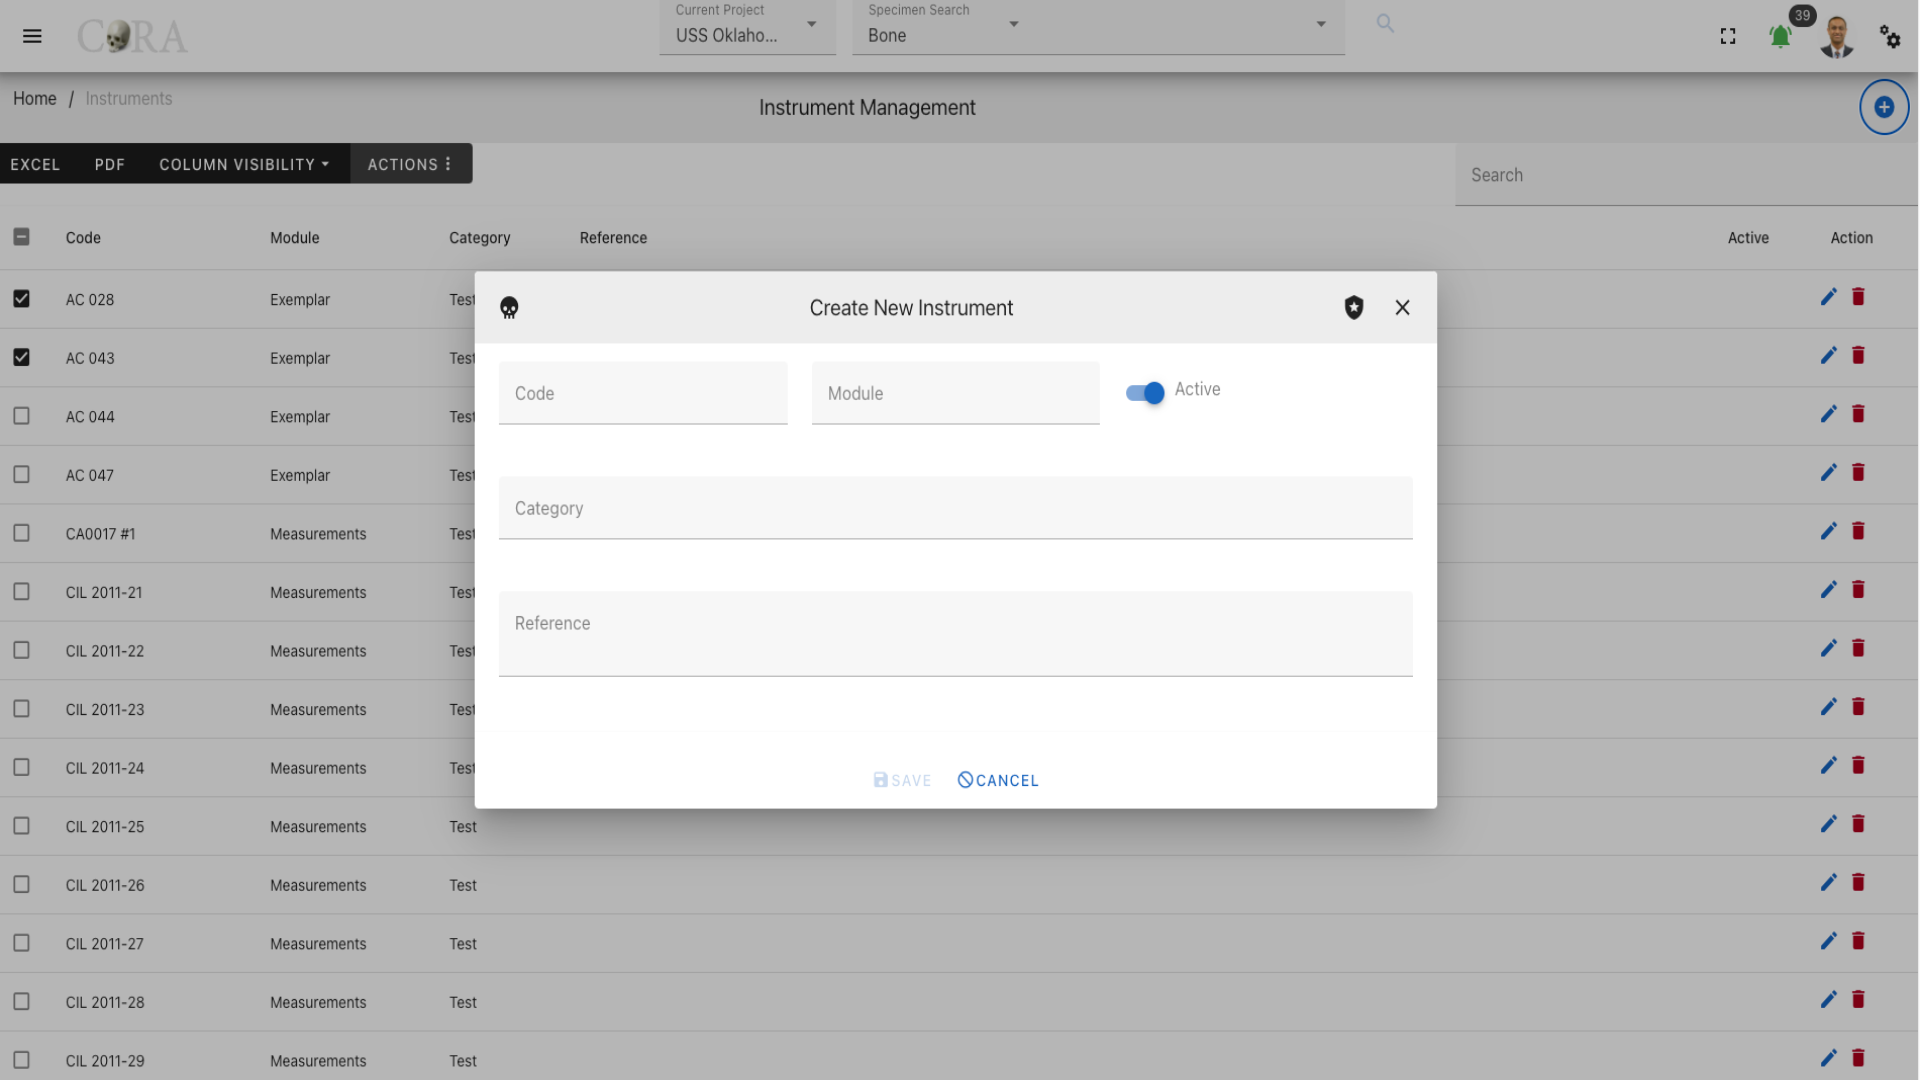 CORA
Current Project
USS Oklaho...
Specimen Search
Bone
39
Home / Instruments
Instrument Management
EXCEL PDF COLUMN VISIBILITY ACTIONS
Search
Code Module Category Reference Active Action
AC 028 Exemplar Test
AC 043 Exemplar Test
AC 044 Exemplar Test
AC 047 Exemplar Test
CA0017 #1 Measurements Test
CIL 2011-21 Measurements Test
CIL 2011-22 Measurements Test
CIL 2011-23 Measurements Test
CIL 2011-24 Measurements Test
CIL 2011-25 Measurements Test
CIL 2011-26 Measurements Test
CIL 2011-27 Measurements Test
CIL 2011-28 Measurements Test
CIL 2011-29 Measurements Test
Create New Instrument
Code Module Active
Category
Reference
SAVE CANCEL